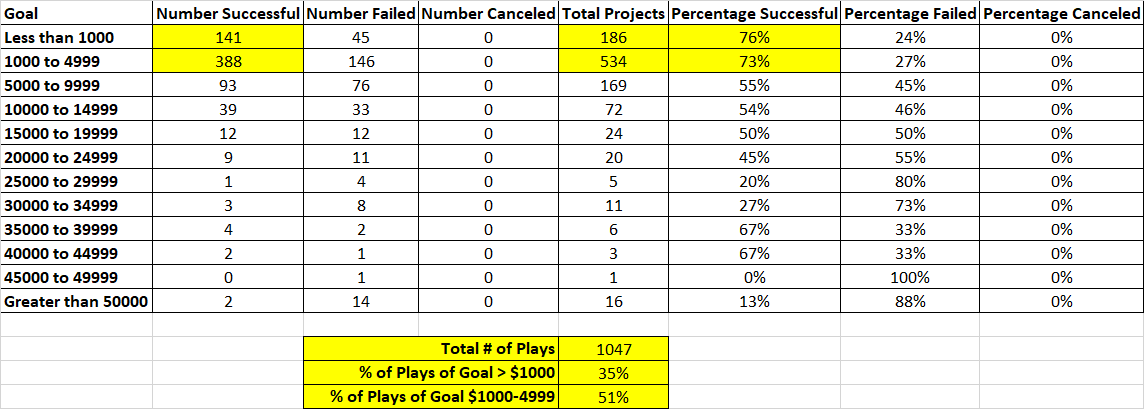 Goal Number Successful Number Failed Number Canceled Total Projects Percentage Successful Percentage Failed Percentage Canceled
Less than 1000 141 45 0 186 76% 24% 0%
1000 to 4999 388 146 0 534 73% 27% 0%
5000 to 9999 93 76 0 169 55% 45% 0%
10000 to 14999 39 33 0 72 54% 46% 0%
15000 to 19999 12 12 0 24 50% 50% 0%
20000 to 24999 9 11 0 20 45% 55% 0%
25000 to 29999 1 4 0 5 20% 80% 0%
30000 to 34999 3 8 0 11 27% 73% 0%
35000 to 39999 4 2 0 6 67% 33% 0%
40000 to 44999 2 1 0 3 67% 33% 0%
45000 to 49999 0 1 0 1 0% 100% 0%
Greater than 50000 2 14 0 16 13% 88% 0%
Total # of Plays 1047
% of Plays of Goal > $1000 35%
% of Plays of Goal $1000-4999 51%